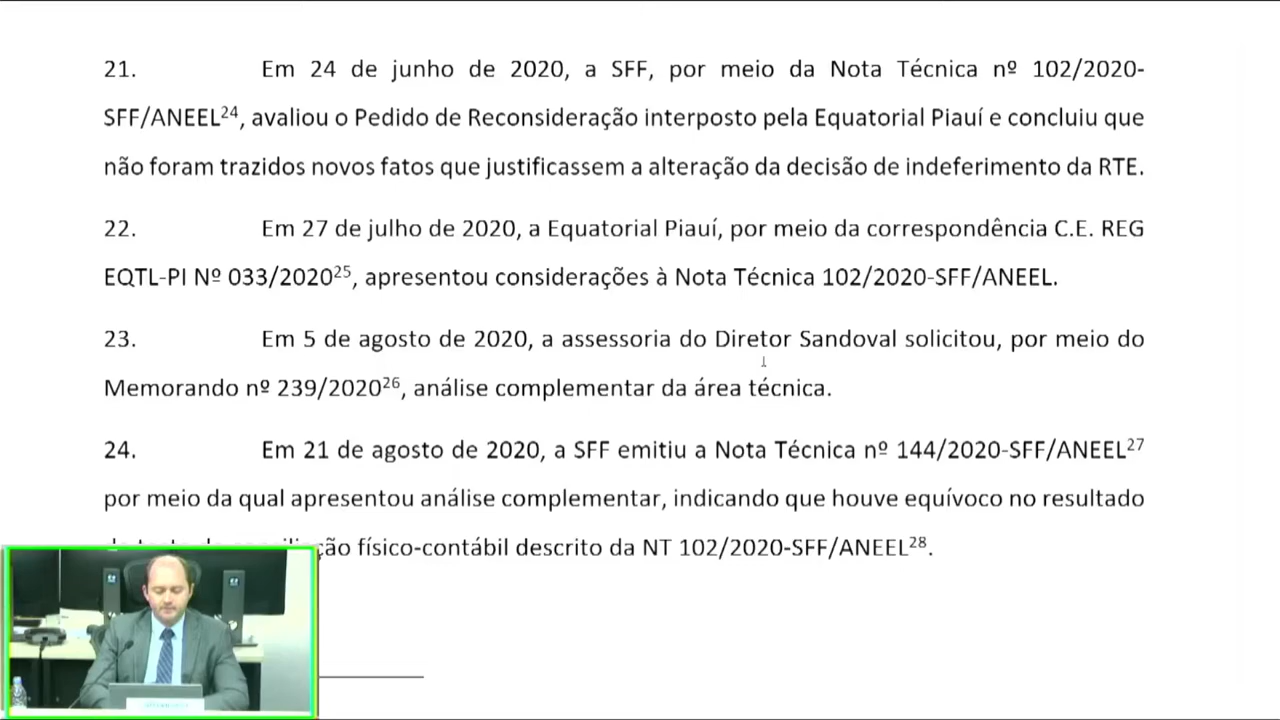 21. Em 24 de junho de 2020, a SFF, por meio da Nota Técnica nº 102/2020-
SFF/ANEEL²⁴, avaliou o Pedido de Reconsideração interposto pela Equatorial Piauí e concluiu que
não foram trazidos novos fatos que justificassem a alteração da decisão de indeferimento da RTE.
22. Em 27 de julho de 2020, a Equatorial Piauí, por meio da correspondência C.E. REG
EQTL-PI Nº 033/2020²⁵, apresentou considerações à Nota Técnica 102/2020-SFF/ANEEL.
23. Em 5 de agosto de 2020, a assessoria do Diretor Sandoval solicitou, por meio do
Memorando nº 239/2020²⁶, análise complementar da área técnica.
24. Em 21 de agosto de 2020, a SFF emitiu a Nota Técnica nº 144/2020-SFF/ANEEL²⁷
por meio da qual apresentou análise complementar, indicando que houve equívoco no resultado
físico-contábil descrito da NT 102/2020-SFF/ANEEL²⁸.